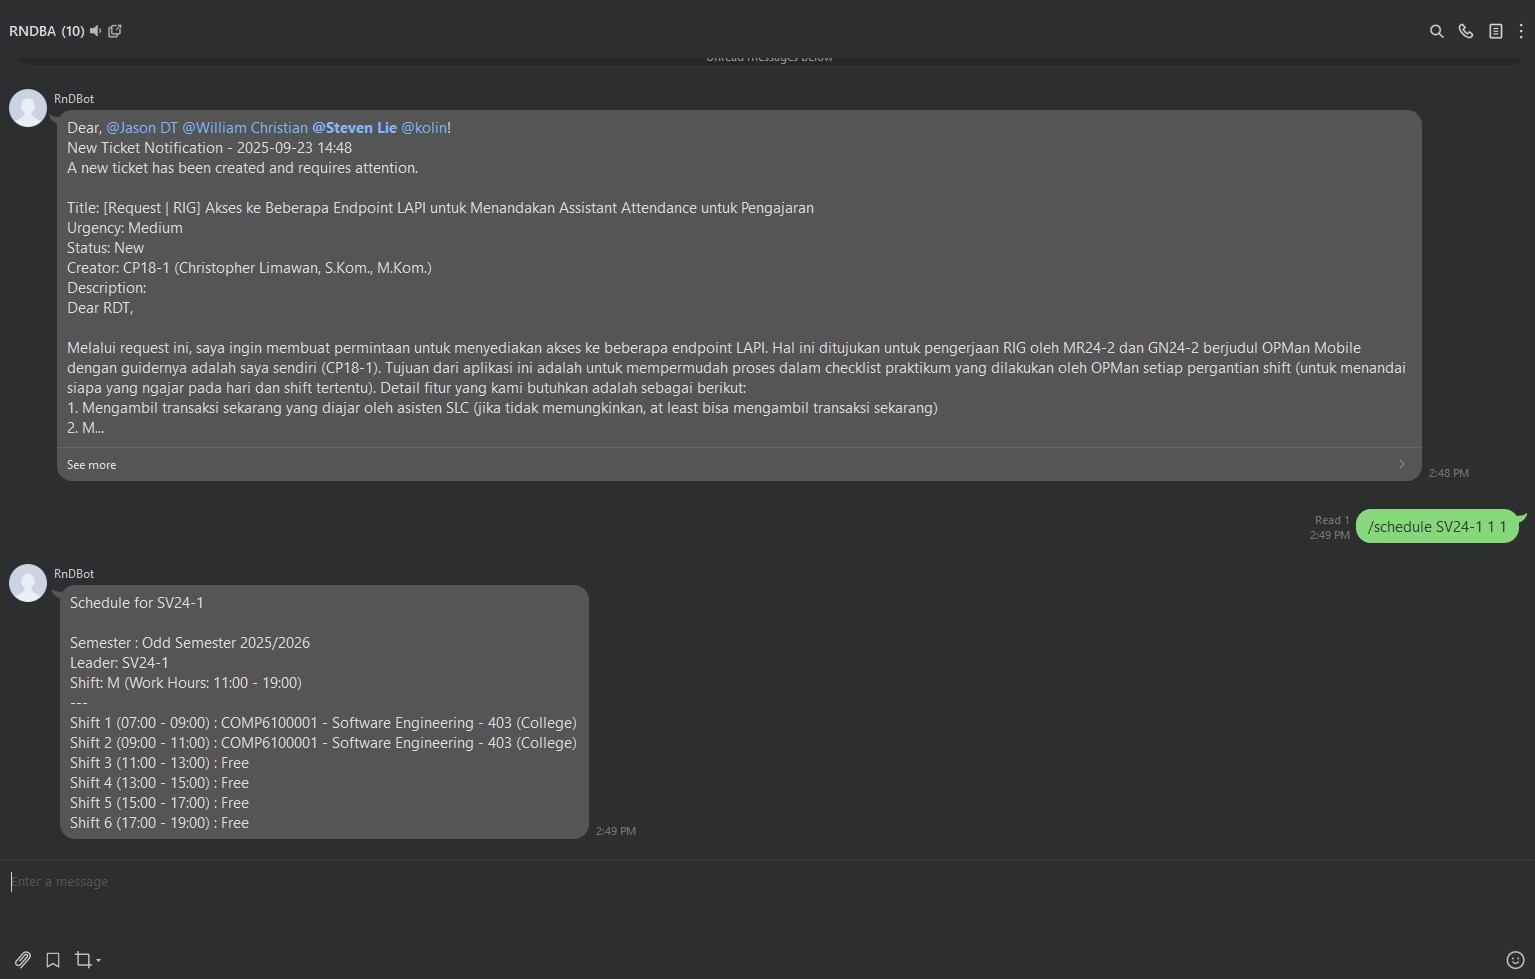 RNDBA (10)
Unread messages below
RnDBot
Dear, @Jason DT @William Christian @Steven Lie @kolin!
New Ticket Notification - 2025-09-23 14:48
A new ticket has been created and requires attention.
Title: [Request | RIG] Akses ke Beberapa Endpoint LAPI untuk Menandakan Assistant Attendance untuk Pengajaran
Urgency: Medium
Status: New
Creator: CP18-1 (Christopher Limawan, S.Kom., M.Kom.)
Description:
Dear RDT,
Melalui request ini, saya ingin membuat permintaan untuk menyediakan akses ke beberapa endpoint LAPI. Hal ini ditujukan untuk pengerjaan RIG oleh MR24-2 dan GN24-2 berjudul OPMan Mobile
dengan guidernya adalah saya sendiri (CP18-1). Tujuan dari aplikasi ini adalah untuk mempermudah proses dalam checklist praktikum yang dilakukan oleh OPMan setiap pergantian shift (untuk menandai
siapa yang ngajar pada hari dan shift tertentu). Detail fitur yang kami butuhkan adalah sebagai berikut:
1. Mengambil transaksi sekarang yang diajar oleh asisten SLC (jika tidak memungkinkan, at least bisa mengambil transaksi sekarang)
2. M...
See more
2:48 PM
Read 1
2:49 PM
/schedule SV24-1 1 1
RnDBot
Schedule for SV24-1
Semester : Odd Semester 2025/2026
Leader: SV24-1
Shift: M (Work Hours: 11:00 - 19:00)
---
Shift 1 (07:00 - 09:00) : COMP6100001 - Software Engineering - 403 (College)
Shift 2 (09:00 - 11:00) : COMP6100001 - Software Engineering - 403 (College)
Shift 3 (11:00 - 13:00) : Free
Shift 4 (13:00 - 15:00) : Free
Shift 5 (15:00 - 17:00) : Free
Shift 6 (17:00 - 19:00) : Free
2:49 PM
Enter a message